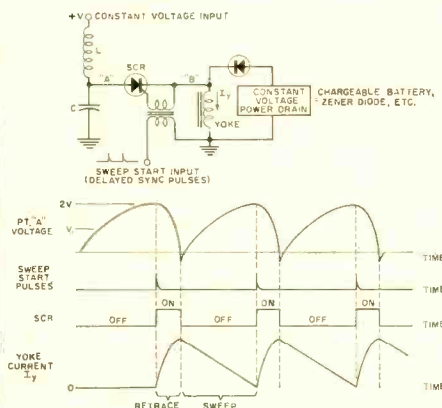 +V CONSTANT VOLTAGE INPUT
L
"A"
SCR
"B"
C
I y
YOKE
CONSTANT
VOLTAGE
POWER DRAIN
CHARGEABLE BATTERY,
ZENER DIODE, ETC.
SWEEP START INPUT
(DELAYED SYNC PULSES)
2V
PT. "A"
VOLTAGE
V
TIME
SWEEP
START
PULSES
TIME
ON ON ON
SCR
OFF OFF OFF
TIME
YOKE
CURRENT
I y
0
TIME
RETRACE SWEEP